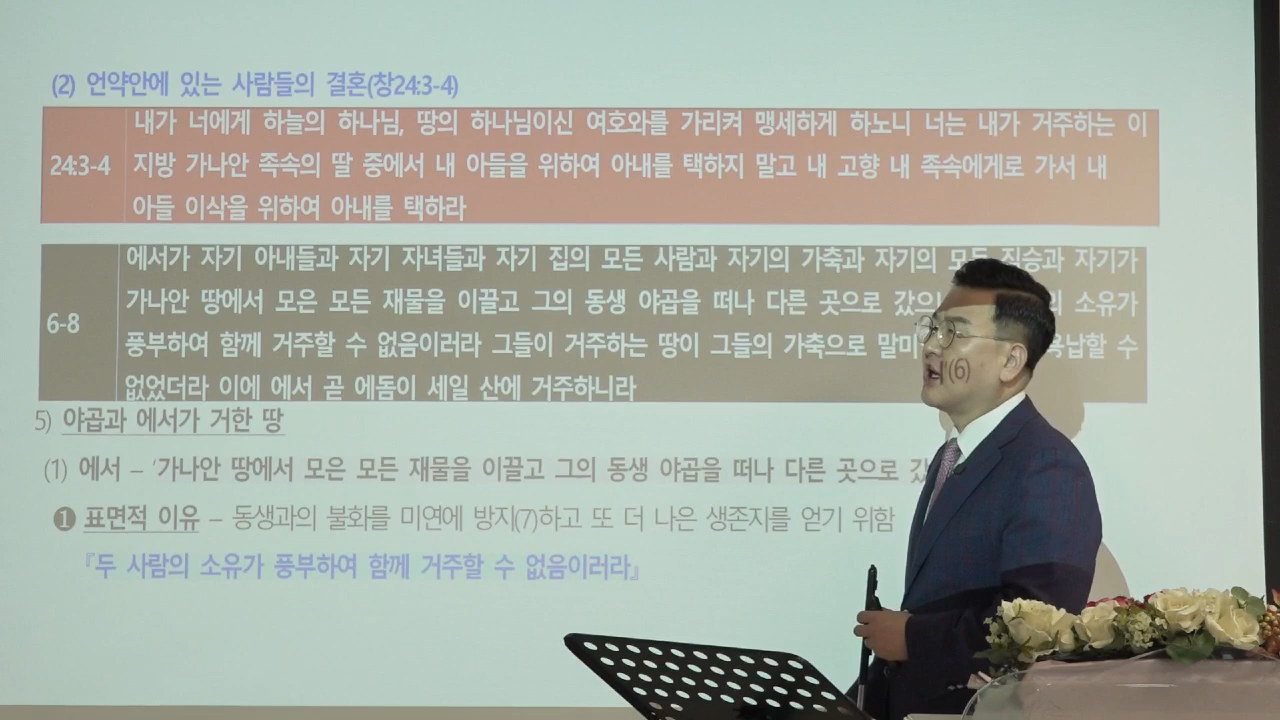 (2) 언약안에 있는 사람들의 결혼(창24:3-4)
내가 너에게 하늘의 하나님, 땅의 하나님이신 여호와를 가리켜 맹세하게 하노니 너는 내가 거주하는 이
24:3-4 지방 가나안 족속의 딸 중에서 내 아들을 위하여 아내를 택하지 말고 내 고향 내 족속에게로 가서 내
아들 이삭을 위하여 아내를 택하라
에서가 자기 아내들과 자기 자녀들과 자기 집의 모든 사람과 자기의 가축과 자기의 모든 짐승과 자기가
가나안 땅에서 모은 모든 재물을 이끌고 그의 동생 야곱을 떠나 다른 곳으로 갔으 소유가
6-8 풍부하여 함께 거주할 수 없음이러라 그들이 거주하는 땅이 그들의 가축으로 말미 용납할 수
없었더라 이에 에서 곧 에돔이 세일 산에 거주하니라
5) 야곱과 에서가 거한 땅
(1) 에서 – '가나안 땅에서 모은 모든 재물을 이끌고 그의 동생 야곱을 떠나 다른 곳으로 갔 '(6)
❶ 표면적 이유 – 동생과의 불화를 미연에 방지(7)하고 또 더 나은 생존지를 얻기 위함
『두 사람의 소유가 풍부하여 함께 거주할 수 없음이러라』